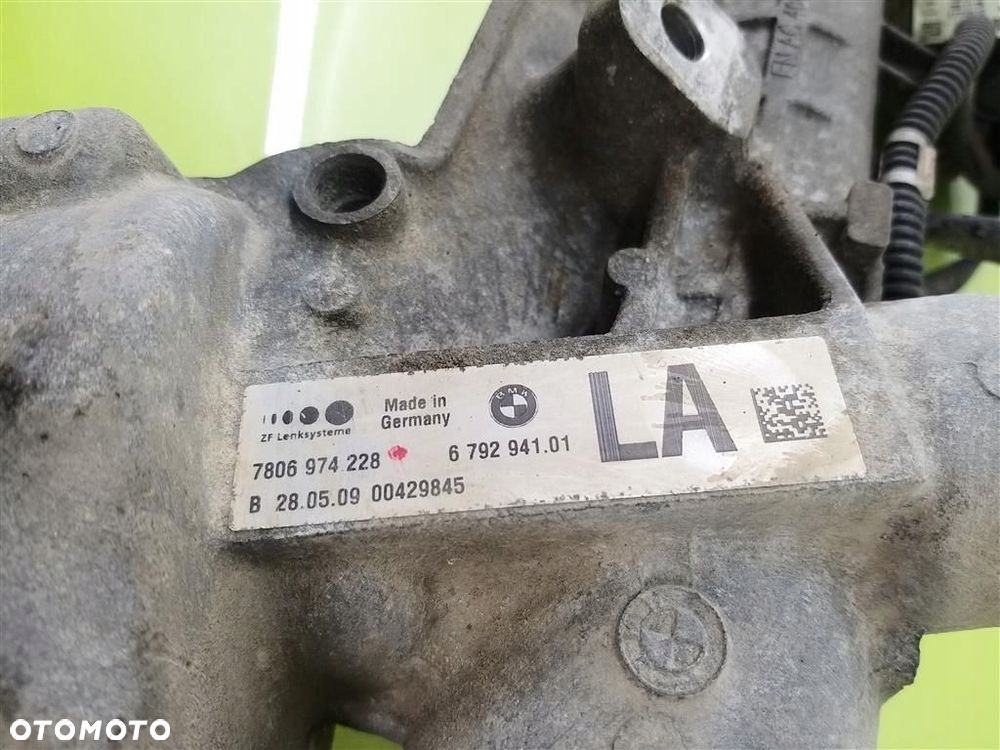 Made in
Germany
BMW
LA
ZF Lenksysteme
7806 974 228
6 792 941.01
B 28.05.09 00429845
OTOMOTO